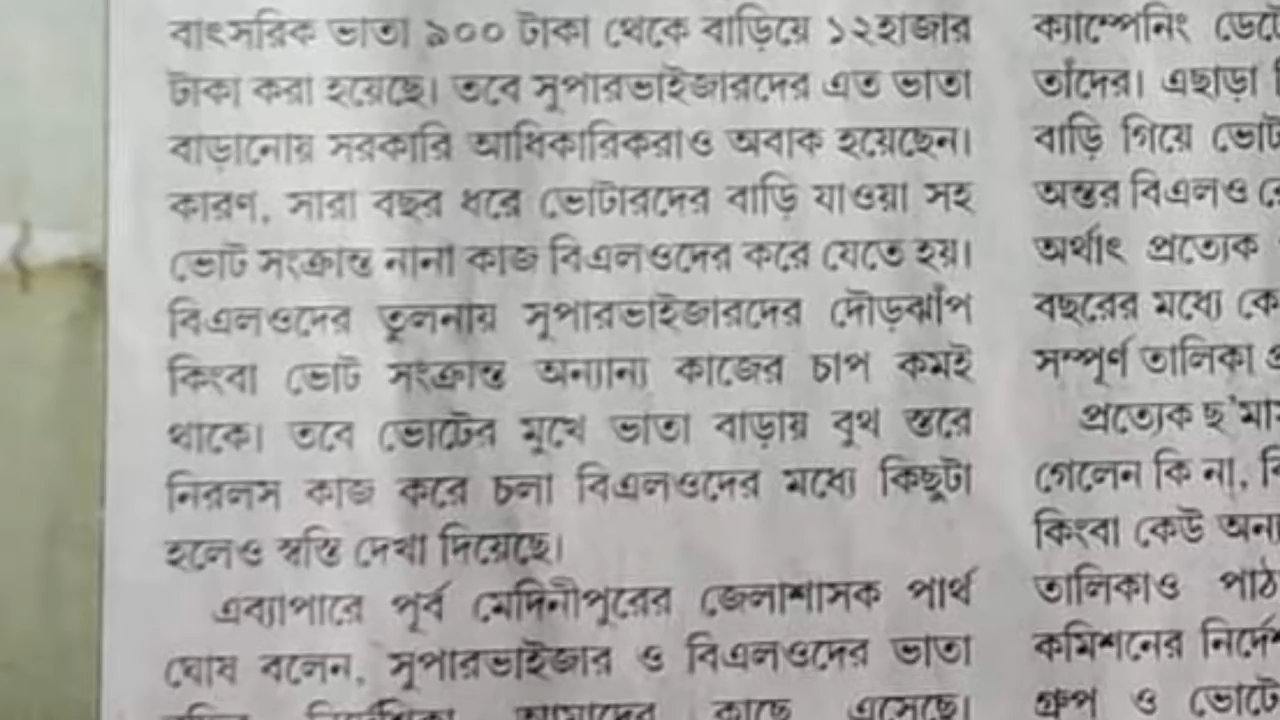 বাৎসরিক ভাতা ৯০০ টাকা থেকে বাড়িয়ে ১২হাজার
টাকা করা হয়েছে। তবে সুপারভাইজারদের এত ভাতা
বাড়ানোয় সরকারি আধিকারিকরাও অবাক হয়েছেন।
কারণ, সারা বছর ধরে ভোটারদের বাড়ি যাওয়া সহ
ভোট সংক্রান্ত নানা কাজ বিএলওদের করে যেতে হয়।
বিএলওদের তুলনায় সুপারভাইজারদের দৌড়ঝাঁপ
কিংবা ভোট সংক্রান্ত অন্যান্য কাজের চাপ কমই
থাকে। তবে ভোটের মুখে ভাতা বাড়ায় বুথ স্তরে
নিরলস কাজ করে চলা বিএলওদের মধ্যে কিছুটা
হলেও স্বস্তি দেখা দিয়েছে।
এব্যাপারে পূর্ব মেদিনীপুরের জেলাশাসক পার্থ
ঘোষ বলেন, সুপারভাইজার ও বিএলওদের ভাতা
আমাদের কাছে এসেছে।
ক্যাম্পেনিং
তাঁদের। এছাড়া
বাড়ি গিয়ে
অন্তর বিএলও
অর্থাৎ প্রত্যেক
বছরের মধ্যে
সম্পূর্ণ তালিকা
প্রত্যেক ছ'মা
গেলেন কি না,
কিংবা কেউ
তালিকাও
কমিশনের
গ্রুপ ও